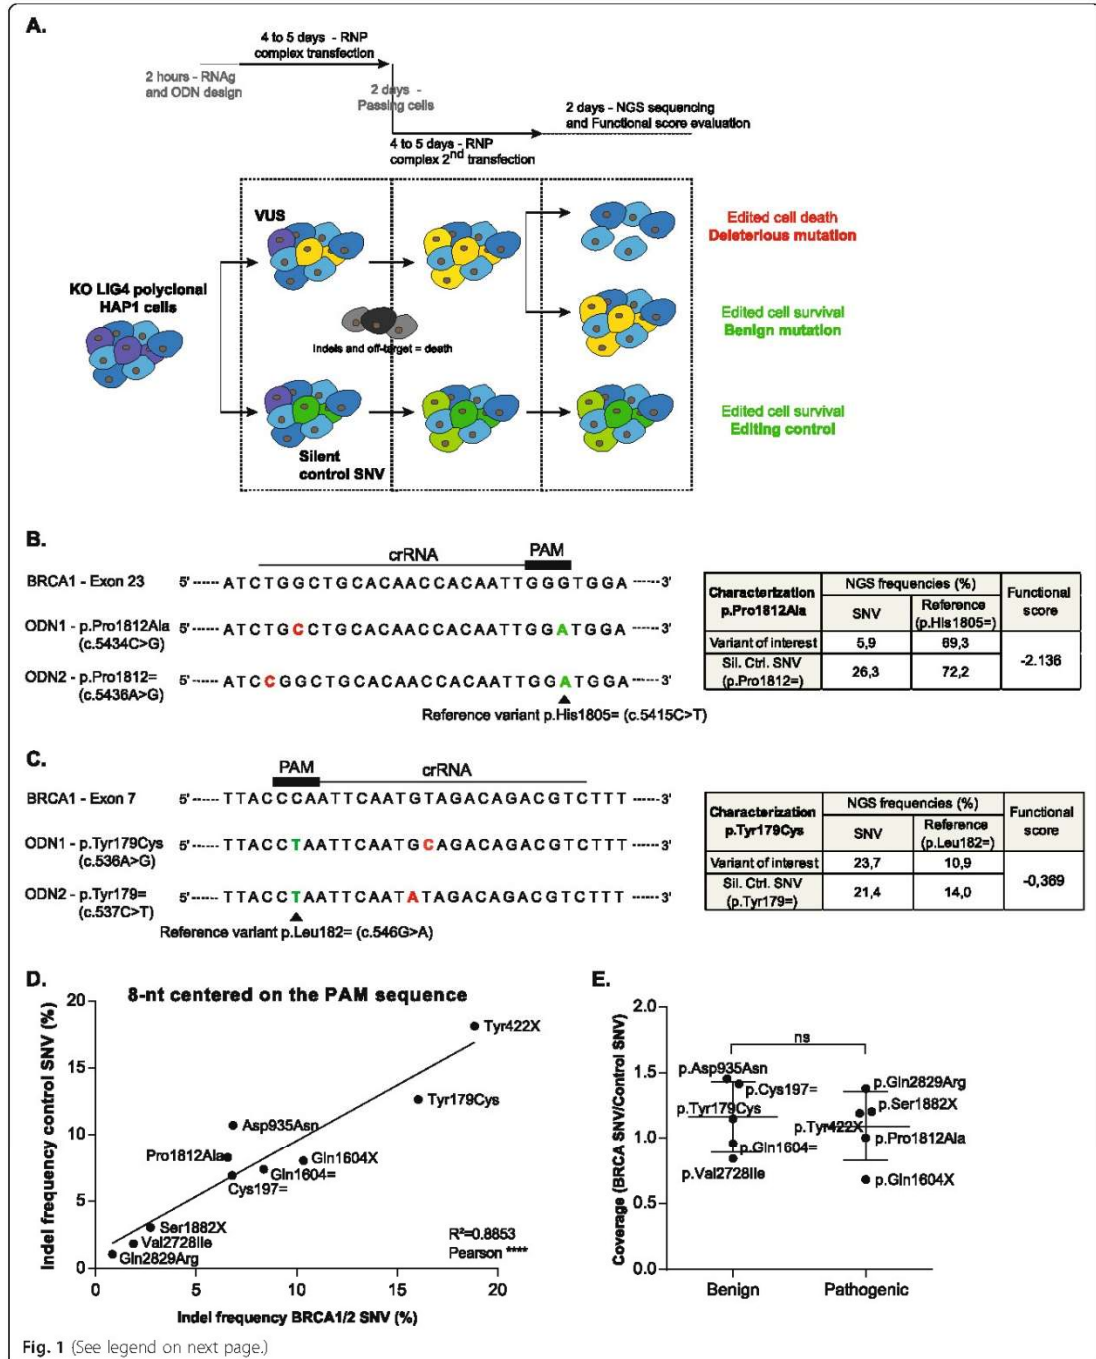 A.
4 to 5 days - RNP
complex transfection
2 hours - RNAg
and ODN design
2 days -
Passing cells
2 days - NGS sequencing
and Functional score evaluation
4 to 5 days - RNP
complex 2nd transfection
VUS
Edited cell death
Deleterious mutation
KO LIG4 polyclonal
HAP1 cells
Edited cell survival
Benign mutation
Indels and off-target = death
Edited cell survival
Editing control
Silent
control SNV
B.
crRNA
PAM
BRCA1 - Exon 23
5' ------ ATCTGGCTGCACAACCACAATTGGGTGGA ------ 3'
ODN1 - p.Pro1812Ala
(c.5434C>G)
5' ------ ATCTGCCTGCACAACCACAATTGGATGGA ------ 3'
ODN2 - p.Pro1812=
(c.5436A>G)
5' ------ ATCCGGCTGCACAACCACAATTGGATGGA ------ 3'
Reference variant p.His1805= (c.5415C>T)
Characterization
p.Pro1812Ala
NGS frequencies (%)
Functional
score
SNV
Reference
(p.His1805=)
Variant of interest
5,9
69,3
-2.136
Sil. Ctrl. SNV
(p.Pro1812=)
26,3
72,2
C.
PAM
crRNA
BRCA1 - Exon 7
5' ------ TTACCCCAATTCAATGTAGACAGACGTCTTT ------ 3'
ODN1 - p.Tyr179Cys
(c.536A>G)
5' ------ TTACCTAATTCAATGCAGACAGACGTCTTT ------ 3'
ODN2 - p.Tyr179=
(c.537C>T)
5' ------ TTACCTAATTCAATATAGACAGACGTCTTT ------ 3'
Reference variant p.Leu182= (c.546G>A)
Characterization
p.Tyr179Cys
NGS frequencies (%)
Functional
score
SNV
Reference
(p.Leu182=)
Variant of interest
23,7
10,9
-0,369
Sil. Ctrl. SNV
(p.Tyr179=)
21,4
14,0
D.
8-nt centered on the PAM sequence
Indel frequency control SNV (%)
20
15
10
5
0
Tyr422X
Tyr179Cys
Asp935Asn
Pro1812Ala
Gln1604X
Gln1604=
Cys197=
Ser1882X
Val2728Ile
Gln2829Arg
R²=0.8853
Pearson ****
0
5
10
15
20
Indel frequency BRCA1/2 SNV (%)
E.
Coverage (BRCA SNV/Control SNV)
2.0
1.5
1.0
0.5
0.0
ns
p.Asp935Asn
p.Cys197=
p.Tyr179Cys
p.Gln1604=
p.Val2728Ile
p.Gln2829Arg
p.Ser1882X
p.Tyr422X
p.Pro1812Ala
p.Gln1604X
Benign
Pathogenic
Fig. 1 (See legend on next page.)